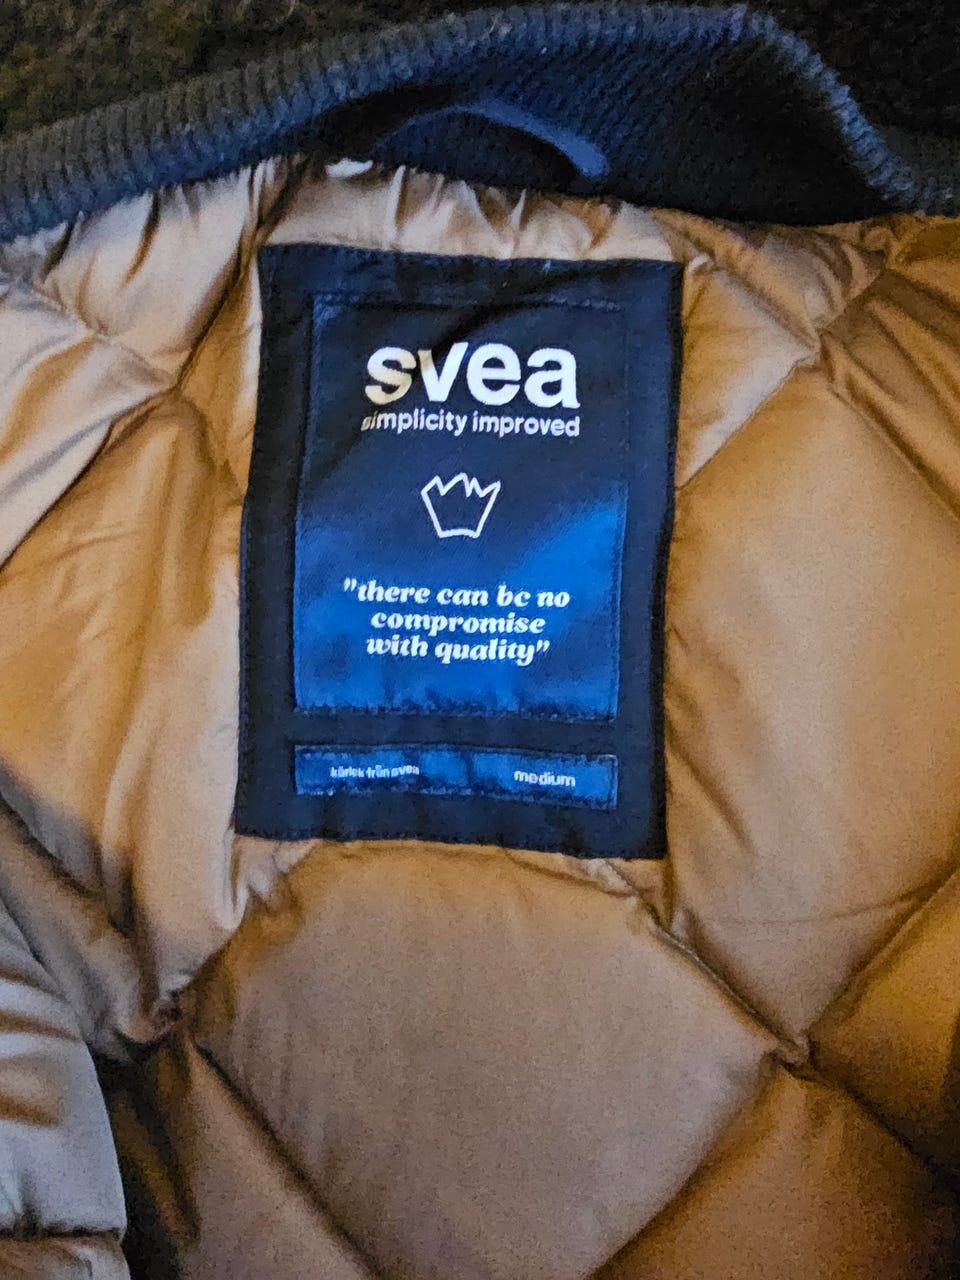 svea
simplicity improved
"there can be no
compromise
with quality"
kärlek från svea
medium